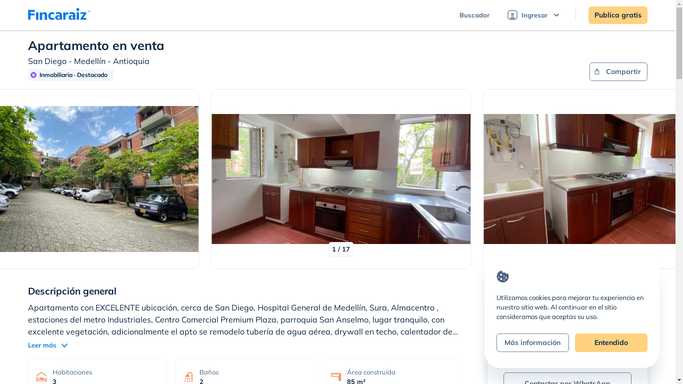 Fincaraiz
Buscador
Ingresar
Publica gratis
Apartamento en venta
San Diego - Medellín - Antioquia
Inmobiliaria · Destacado
Compartir
1 / 17
Descripción general
Apartamento con EXCELENTE ubicación, cerca de San Diego, Hospital General de Medellín, Sura, Almacentro ,
estaciones del metro Industriales, Centro Comercial Premium Plaza, parroquia San Anselmo, lugar tranquilo, con
excelente vegetación, adicionalmente el apto se remodelo tubería de agua aérea, drywall en techo, calentador de...
Leer más
Habitaciones
3
Baños
2
Área construida
85 m²
Utilizamos cookies para mejorar tu experiencia en
nuestro sitio web. Al continuar en el sitio
consideramos que aceptas su uso.
Más información
Entendido
Contactar por WhatsApp